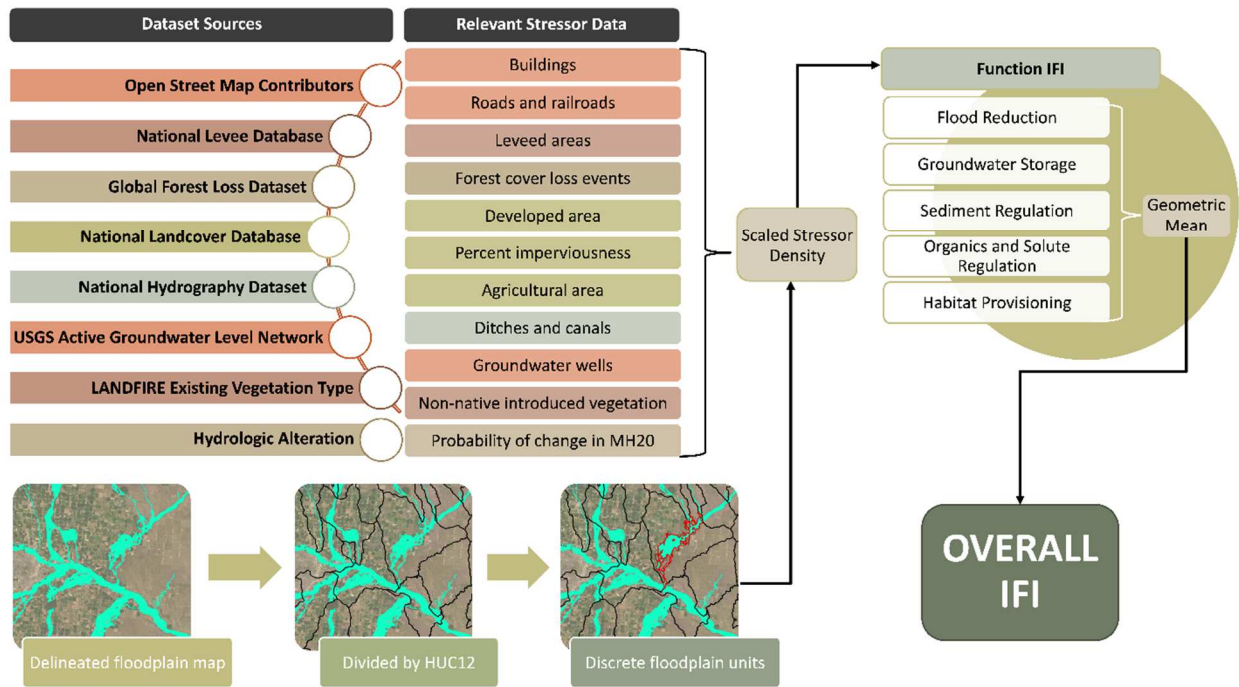 Dataset Sources
Relevant Stressor Data
Open Street Map Contributors
National Levee Database
Global Forest Loss Dataset
National Landcover Database
National Hydrography Dataset
USGS Active Groundwater Level Network
LANDFIRE Existing Vegetation Type
Hydrologic Alteration
Buildings
Roads and railroads
Leveed areas
Forest cover loss events
Developed area
Percent imperviousness
Agricultural area
Ditches and canals
Groundwater wells
Non-native introduced vegetation
Probability of change in MH20
Scaled Stressor
Density
Function IFI
Flood Reduction
Groundwater Storage
Sediment Regulation
Organics and Solute
Regulation
Habitat Provisioning
Geometric
Mean
OVERALL
IFI
Delineated floodplain map
Divided by HUC12
Discrete floodplain units